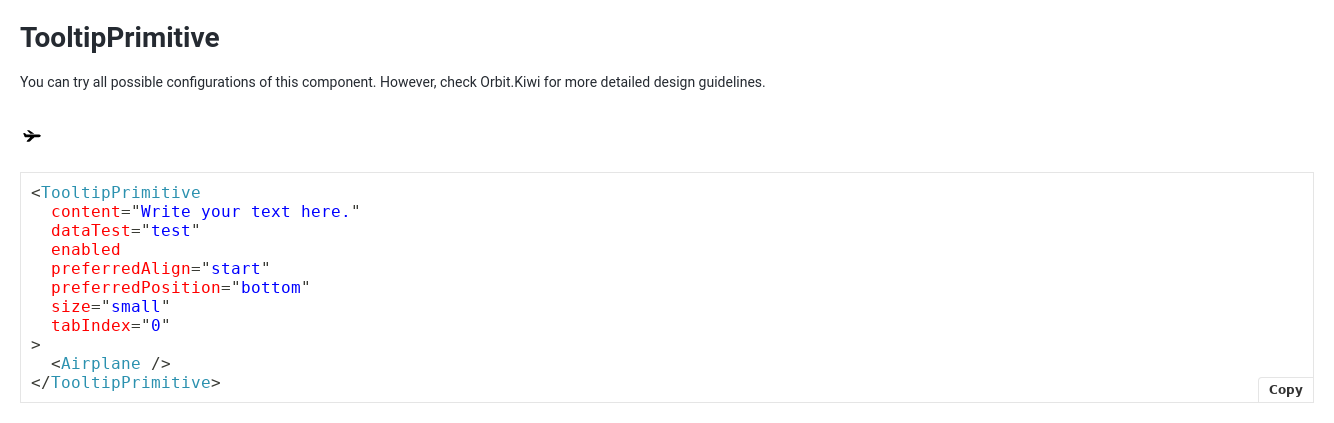 TooltipPrimitive
You can try all possible configurations of this component. However, check Orbit.Kiwi for more detailed design guidelines.
<TooltipPrimitive
  content="Write your text here."
  dataTest="test"
  enabled
  preferredAlign="start"
  preferredPosition="bottom"
  size="small"
  tabIndex="0"
>
  <Airplane />
</TooltipPrimitive>
Copy